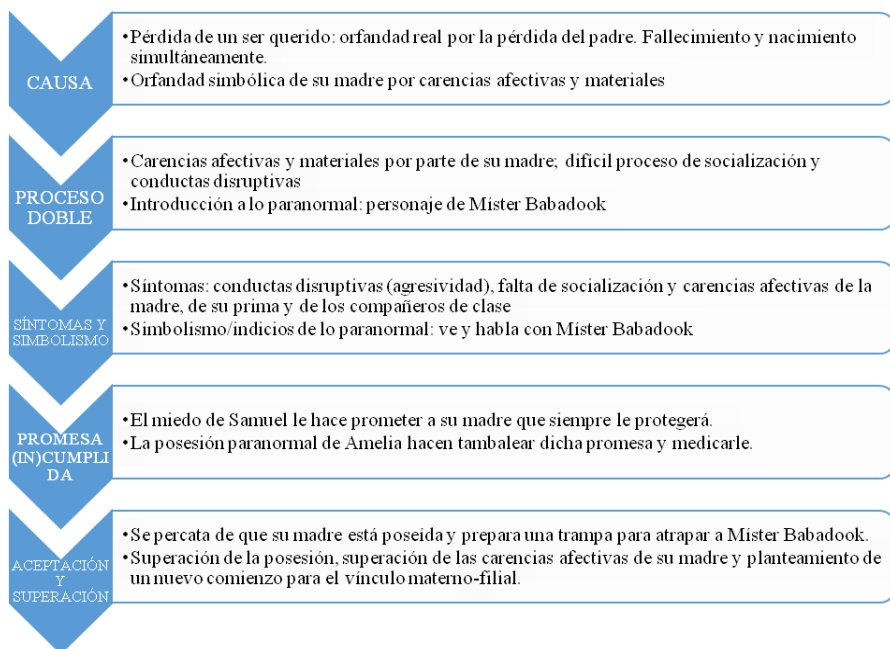 CAUSA
•Pérdida de un ser querido: orfandad real por la pérdida del padre. Fallecimiento y nacimiento
simultáneamente.
•Orfandad simbólica de su madre por carencias afectivas y materiales
PROCESO
DOBLE
•Carencias afectivas y materiales por parte de su madre; difícil proceso de socialización y
conductas disruptivas
•Introducción a lo paranormal: personaje de Míster Babadook
SÍNTOMAS Y
SIMBOLISMO
•Síntomas: conductas disruptivas (agresividad), falta de socialización y carencias afectivas de la
madre, de su prima y de los compañeros de clase
•Simbolismo/indicios de lo paranormal: ve y habla con Míster Babadook
PROMESA
(IN)CUMPLI
DA
•El miedo de Samuel le hace prometer a su madre que siempre le protegerá.
•La posesión paranormal de Amelia hacen tambalear dicha promesa y medicarle.
ACEPTACIÓN
Y
SUPERACIÓN
•Se percata de que su madre está poseída y prepara una trampa para atrapar a Míster Babadook.
•Superación de la posesión, superación de las carencias afectivas de su madre y planteamiento de
un nuevo comienzo para el vínculo materno-filial.